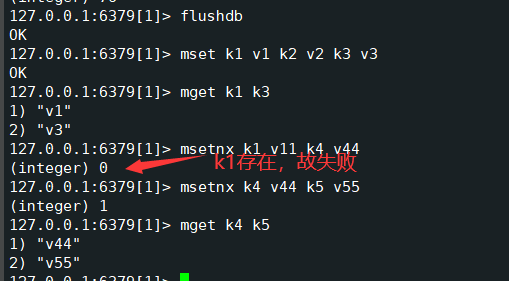 127.0.0.1:6379[1]> flushdb
OK
127.0.0.1:6379[1]> mset k1 v1 k2 v2 k3 v3
OK
127.0.0.1:6379[1]> mget k1 k3
1) "v1"
2) "v3"
127.0.0.1:6379[1]> msetnx k1 v11 k4 v44
(integer) 0 k1存在，故失败
127.0.0.1:6379[1]> msetnx k4 v44 k5 v55
(integer) 1
127.0.0.1:6379[1]> mget k4 k5
1) "v44"
2) "v55"
127.0.0.1:6379[1]>